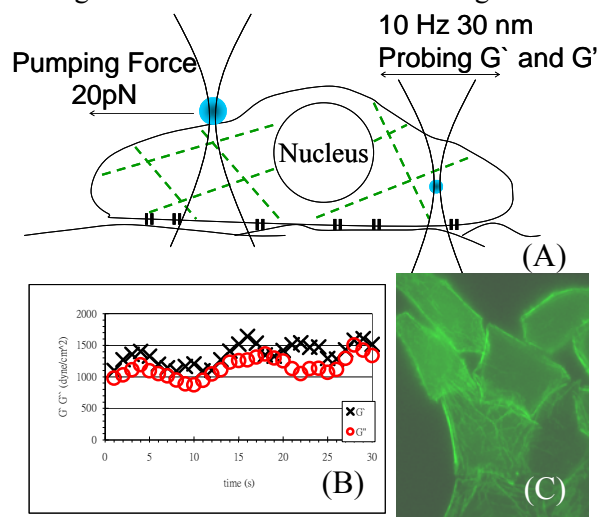 10 Hz 30 nm
Pumping Force
Probing G` and G'
20pN
Nucleus
(A)
2000
1500
1000
500
0
G` G`` (dyne/cm^2)
0 5 10 15 20 25 30
time (s)
G`
G"
(B)
(C)